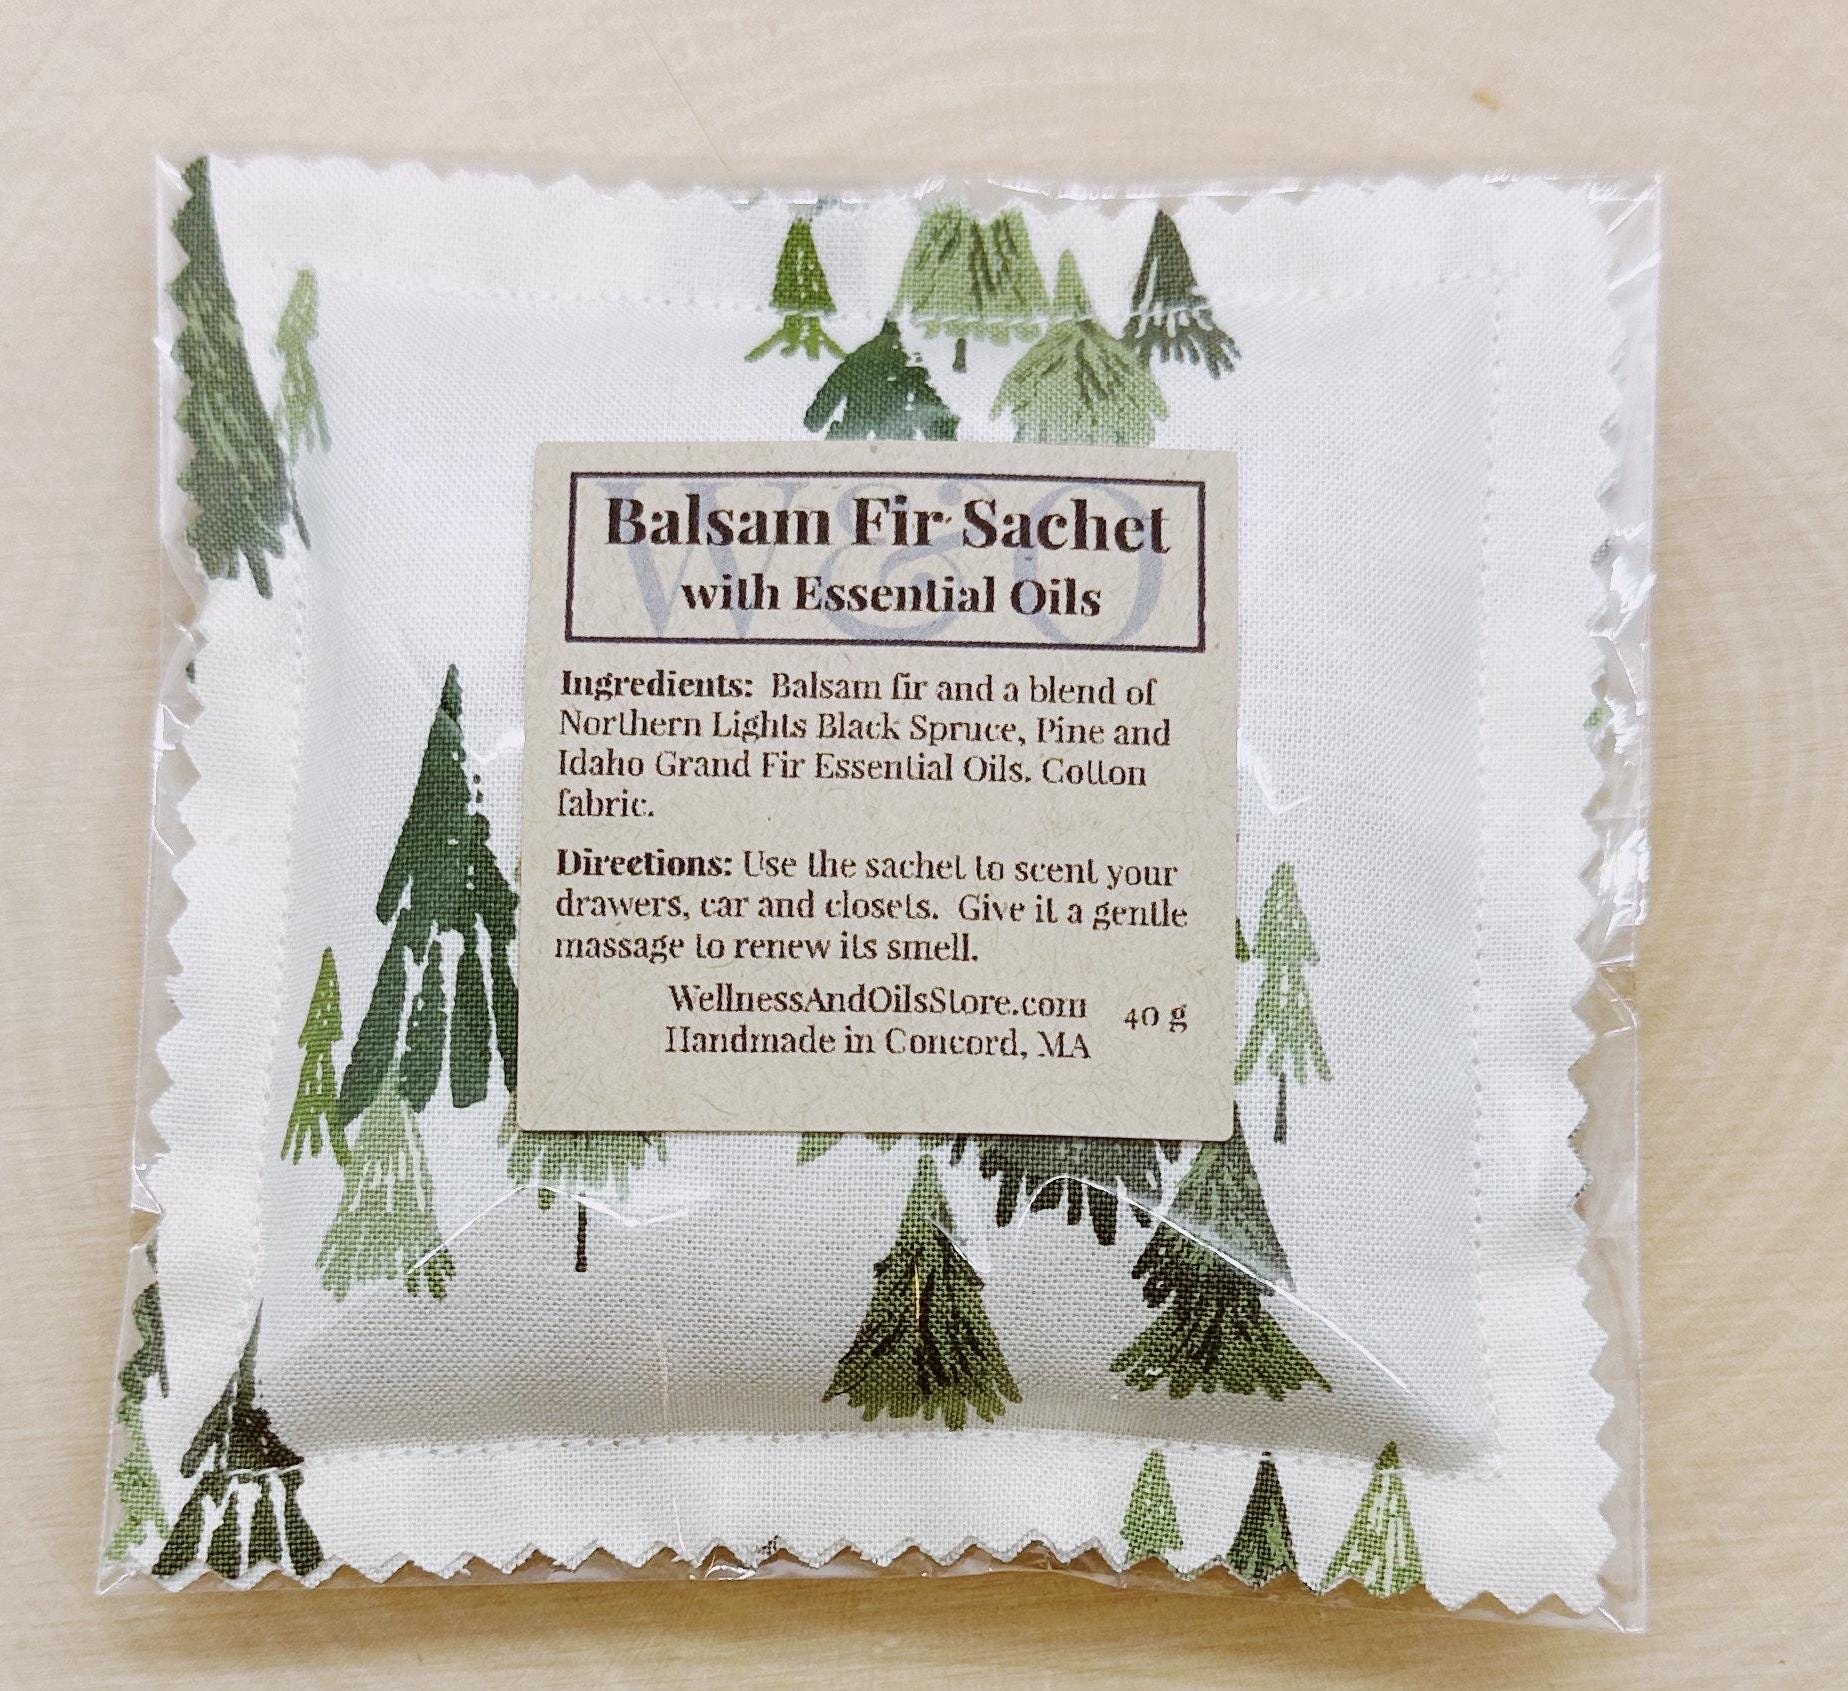 W&O
Balsam Fir Sachet
with Essential Oils
Ingredients: Balsam fir and a blend of
Northern Lights Black Spruce, Pine and
Idaho Grand Fir Essential Oils. Cotton
fabric.
Directions: Use the sachet to scent your
drawers, car and closets. Give it a gentle
massage to renew its smell.
WellnessAndOilsStore.com
40 g
Handmade in Concord, MA